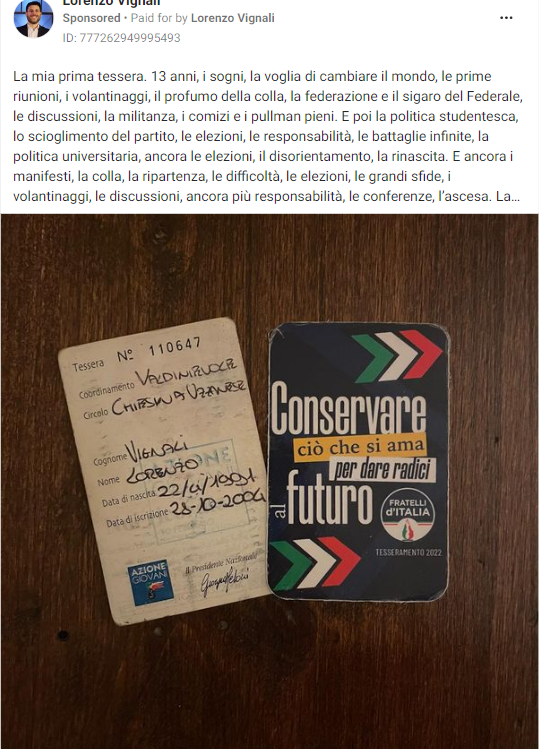 Lorenzo Vignali
Sponsored • Paid for by Lorenzo Vignali
ID: 777262949995493
La mia prima tessera. 13 anni, i sogni, la voglia di cambiare il mondo, le prime
riunioni, i volantinaggi, il profumo della colla, la federazione e il sigaro del Federale,
le discussioni, la militanza, i comizi e i pullman pieni. E poi la politica studentesca,
lo scioglimento del partito, le elezioni, le responsabilità, le battaglie infinite, la
politica universitaria, ancora le elezioni, il disorientamento, la rinascita. E ancora i
manifesti, la colla, la ripartenza, le difficoltà, le elezioni, le grandi sfide, i
volantinaggi, le discussioni, ancora più responsabilità, le conferenze, l'ascesa. La...
Tessera Nº 110647
Coordinamento VALDINIEVOLE
Circolo CHIESINA UZZANESE
Cognome VIGNALI
Nome LORENZO
Data di nascita 22/4/1991
Data di iscrizione 28-10-2004
AZIONE
GIOVANI
Il Presidente Nazionale
Conservare
ciò che si ama
per dare radici
al futuro
FRATELLI
d'ITALIA
TESSERAMENTO 2022